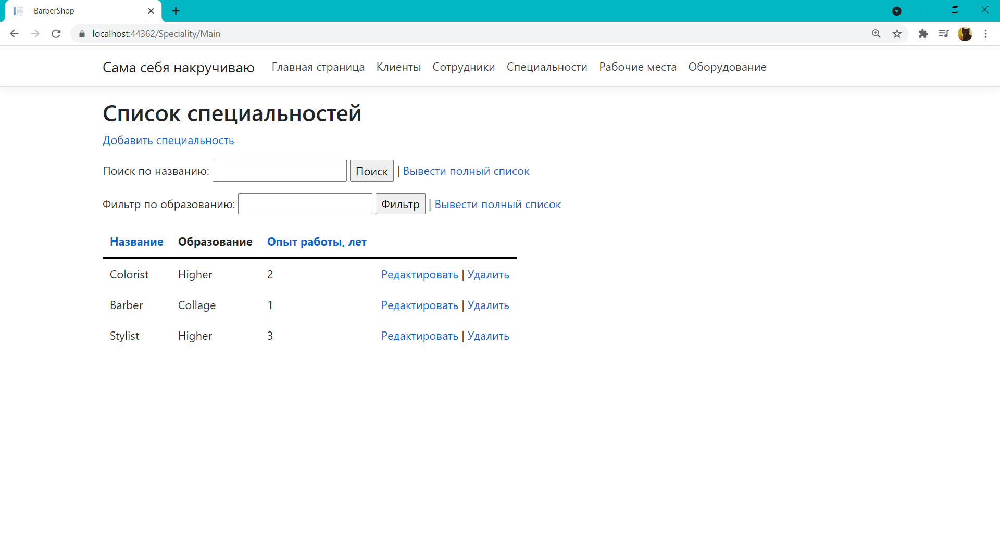 - BarberShop
localhost:44362/Speciality/Main
Сама себя накручиваю Главная страница Клиенты Сотрудники Специальности Рабочие места Оборудование
Список специальностей
Добавить специальность
Поиск по названию: Поиск | Вывести полный список
Фильтр по образованию: Фильтр | Вывести полный список
Название Образование Опыт работы, лет
Colorist Higher 2 Редактировать | Удалить
Barber Collage 1 Редактировать | Удалить
Stylist Higher 3 Редактировать | Удалить